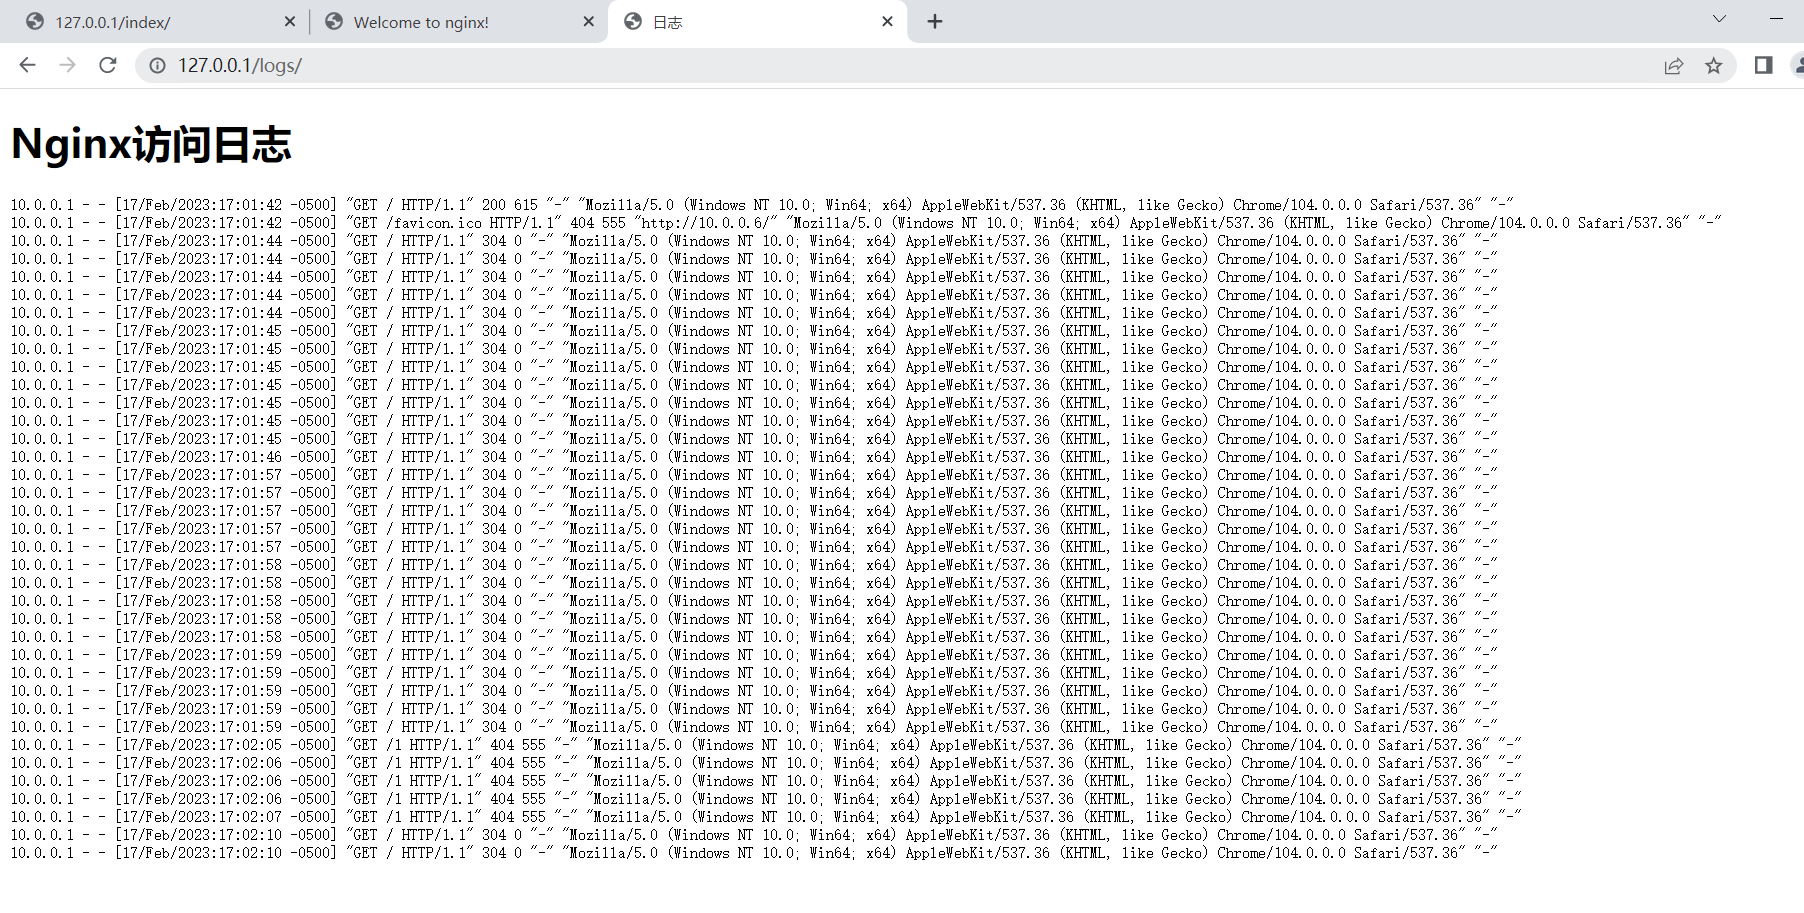 127.0.0.1/index/
Welcome to nginx!
日志
127.0.0.1/logs/
Nginx访问日志
10.0.0.1 - - [17/Feb/2023:17:01:42 -0500] "GET / HTTP/1.1" 200 615 "-" "Mozilla/5.0 (Windows NT 10.0; Win64; x64) AppleWebKit/537.36 (KHTML, like Gecko) Chrome/104.0.0.0 Safari/537.36" "-"
10.0.0.1 - - [17/Feb/2023:17:01:42 -0500] "GET /favicon.ico HTTP/1.1" 404 555 "http://10.0.0.6/" "Mozilla/5.0 (Windows NT 10.0; Win64; x64) AppleWebKit/537.36 (KHTML, like Gecko) Chrome/104.0.0.0 Safari/537.36" "-"
10.0.0.1 - - [17/Feb/2023:17:01:44 -0500] "GET / HTTP/1.1" 304 0 "-" "Mozilla/5.0 (Windows NT 10.0; Win64; x64) AppleWebKit/537.36 (KHTML, like Gecko) Chrome/104.0.0.0 Safari/537.36" "-"
10.0.0.1 - - [17/Feb/2023:17:01:44 -0500] "GET / HTTP/1.1" 304 0 "-" "Mozilla/5.0 (Windows NT 10.0; Win64; x64) AppleWebKit/537.36 (KHTML, like Gecko) Chrome/104.0.0.0 Safari/537.36" "-"
10.0.0.1 - - [17/Feb/2023:17:01:44 -0500] "GET / HTTP/1.1" 304 0 "-" "Mozilla/5.0 (Windows NT 10.0; Win64; x64) AppleWebKit/537.36 (KHTML, like Gecko) Chrome/104.0.0.0 Safari/537.36" "-"
10.0.0.1 - - [17/Feb/2023:17:01:44 -0500] "GET / HTTP/1.1" 304 0 "-" "Mozilla/5.0 (Windows NT 10.0; Win64; x64) AppleWebKit/537.36 (KHTML, like Gecko) Chrome/104.0.0.0 Safari/537.36" "-"
10.0.0.1 - - [17/Feb/2023:17:01:44 -0500] "GET / HTTP/1.1" 304 0 "-" "Mozilla/5.0 (Windows NT 10.0; Win64; x64) AppleWebKit/537.36 (KHTML, like Gecko) Chrome/104.0.0.0 Safari/537.36" "-"
10.0.0.1 - - [17/Feb/2023:17:01:45 -0500] "GET / HTTP/1.1" 304 0 "-" "Mozilla/5.0 (Windows NT 10.0; Win64; x64) AppleWebKit/537.36 (KHTML, like Gecko) Chrome/104.0.0.0 Safari/537.36" "-"
10.0.0.1 - - [17/Feb/2023:17:01:45 -0500] "GET / HTTP/1.1" 304 0 "-" "Mozilla/5.0 (Windows NT 10.0; Win64; x64) AppleWebKit/537.36 (KHTML, like Gecko) Chrome/104.0.0.0 Safari/537.36" "-"
10.0.0.1 - - [17/Feb/2023:17:01:45 -0500] "GET / HTTP/1.1" 304 0 "-" "Mozilla/5.0 (Windows NT 10.0; Win64; x64) AppleWebKit/537.36 (KHTML, like Gecko) Chrome/104.0.0.0 Safari/537.36" "-"
10.0.0.1 - - [17/Feb/2023:17:01:45 -0500] "GET / HTTP/1.1" 304 0 "-" "Mozilla/5.0 (Windows NT 10.0; Win64; x64) AppleWebKit/537.36 (KHTML, like Gecko) Chrome/104.0.0.0 Safari/537.36" "-"
10.0.0.1 - - [17/Feb/2023:17:01:45 -0500] "GET / HTTP/1.1" 304 0 "-" "Mozilla/5.0 (Windows NT 10.0; Win64; x64) AppleWebKit/537.36 (KHTML, like Gecko) Chrome/104.0.0.0 Safari/537.36" "-"
10.0.0.1 - - [17/Feb/2023:17:01:45 -0500] "GET / HTTP/1.1" 304 0 "-" "Mozilla/5.0 (Windows NT 10.0; Win64; x64) AppleWebKit/537.36 (KHTML, like Gecko) Chrome/104.0.0.0 Safari/537.36" "-"
10.0.0.1 - - [17/Feb/2023:17:01:45 -0500] "GET / HTTP/1.1" 304 0 "-" "Mozilla/5.0 (Windows NT 10.0; Win64; x64) AppleWebKit/537.36 (KHTML, like Gecko) Chrome/104.0.0.0 Safari/537.36" "-"
10.0.0.1 - - [17/Feb/2023:17:01:46 -0500] "GET / HTTP/1.1" 304 0 "-" "Mozilla/5.0 (Windows NT 10.0; Win64; x64) AppleWebKit/537.36 (KHTML, like Gecko) Chrome/104.0.0.0 Safari/537.36" "-"
10.0.0.1 - - [17/Feb/2023:17:01:57 -0500] "GET / HTTP/1.1" 304 0 "-" "Mozilla/5.0 (Windows NT 10.0; Win64; x64) AppleWebKit/537.36 (KHTML, like Gecko) Chrome/104.0.0.0 Safari/537.36" "-"
10.0.0.1 - - [17/Feb/2023:17:01:57 -0500] "GET / HTTP/1.1" 304 0 "-" "Mozilla/5.0 (Windows NT 10.0; Win64; x64) AppleWebKit/537.36 (KHTML, like Gecko) Chrome/104.0.0.0 Safari/537.36" "-"
10.0.0.1 - - [17/Feb/2023:17:01:57 -0500] "GET / HTTP/1.1" 304 0 "-" "Mozilla/5.0 (Windows NT 10.0; Win64; x64) AppleWebKit/537.36 (KHTML, like Gecko) Chrome/104.0.0.0 Safari/537.36" "-"
10.0.0.1 - - [17/Feb/2023:17:01:57 -0500] "GET / HTTP/1.1" 304 0 "-" "Mozilla/5.0 (Windows NT 10.0; Win64; x64) AppleWebKit/537.36 (KHTML, like Gecko) Chrome/104.0.0.0 Safari/537.36" "-"
10.0.0.1 - - [17/Feb/2023:17:01:57 -0500] "GET / HTTP/1.1" 304 0 "-" "Mozilla/5.0 (Windows NT 10.0; Win64; x64) AppleWebKit/537.36 (KHTML, like Gecko) Chrome/104.0.0.0 Safari/537.36" "-"
10.0.0.1 - - [17/Feb/2023:17:01:58 -0500] "GET / HTTP/1.1" 304 0 "-" "Mozilla/5.0 (Windows NT 10.0; Win64; x64) AppleWebKit/537.36 (KHTML, like Gecko) Chrome/104.0.0.0 Safari/537.36" "-"
10.0.0.1 - - [17/Feb/2023:17:01:58 -0500] "GET / HTTP/1.1" 304 0 "-" "Mozilla/5.0 (Windows NT 10.0; Win64; x64) AppleWebKit/537.36 (KHTML, like Gecko) Chrome/104.0.0.0 Safari/537.36" "-"
10.0.0.1 - - [17/Feb/2023:17:01:58 -0500] "GET / HTTP/1.1" 304 0 "-" "Mozilla/5.0 (Windows NT 10.0; Win64; x64) AppleWebKit/537.36 (KHTML, like Gecko) Chrome/104.0.0.0 Safari/537.36" "-"
10.0.0.1 - - [17/Feb/2023:17:01:58 -0500] "GET / HTTP/1.1" 304 0 "-" "Mozilla/5.0 (Windows NT 10.0; Win64; x64) AppleWebKit/537.36 (KHTML, like Gecko) Chrome/104.0.0.0 Safari/537.36" "-"
10.0.0.1 - - [17/Feb/2023:17:01:58 -0500] "GET / HTTP/1.1" 304 0 "-" "Mozilla/5.0 (Windows NT 10.0; Win64; x64) AppleWebKit/537.36 (KHTML, like Gecko) Chrome/104.0.0.0 Safari/537.36" "-"
10.0.0.1 - - [17/Feb/2023:17:01:59 -0500] "GET / HTTP/1.1" 304 0 "-" "Mozilla/5.0 (Windows NT 10.0; Win64; x64) AppleWebKit/537.36 (KHTML, like Gecko) Chrome/104.0.0.0 Safari/537.36" "-"
10.0.0.1 - - [17/Feb/2023:17:01:59 -0500] "GET / HTTP/1.1" 304 0 "-" "Mozilla/5.0 (Windows NT 10.0; Win64; x64) AppleWebKit/537.36 (KHTML, like Gecko) Chrome/104.0.0.0 Safari/537.36" "-"
10.0.0.1 - - [17/Feb/2023:17:01:59 -0500] "GET / HTTP/1.1" 304 0 "-" "Mozilla/5.0 (Windows NT 10.0; Win64; x64) AppleWebKit/537.36 (KHTML, like Gecko) Chrome/104.0.0.0 Safari/537.36" "-"
10.0.0.1 - - [17/Feb/2023:17:01:59 -0500] "GET / HTTP/1.1" 304 0 "-" "Mozilla/5.0 (Windows NT 10.0; Win64; x64) AppleWebKit/537.36 (KHTML, like Gecko) Chrome/104.0.0.0 Safari/537.36" "-"
10.0.0.1 - - [17/Feb/2023:17:01:59 -0500] "GET / HTTP/1.1" 304 0 "-" "Mozilla/5.0 (Windows NT 10.0; Win64; x64) AppleWebKit/537.36 (KHTML, like Gecko) Chrome/104.0.0.0 Safari/537.36" "-"
10.0.0.1 - - [17/Feb/2023:17:02:05 -0500] "GET /1 HTTP/1.1" 404 555 "-" "Mozilla/5.0 (Windows NT 10.0; Win64; x64) AppleWebKit/537.36 (KHTML, like Gecko) Chrome/104.0.0.0 Safari/537.36" "-"
10.0.0.1 - - [17/Feb/2023:17:02:06 -0500] "GET /1 HTTP/1.1" 404 555 "-" "Mozilla/5.0 (Windows NT 10.0; Win64; x64) AppleWebKit/537.36 (KHTML, like Gecko) Chrome/104.0.0.0 Safari/537.36" "-"
10.0.0.1 - - [17/Feb/2023:17:02:06 -0500] "GET /1 HTTP/1.1" 404 555 "-" "Mozilla/5.0 (Windows NT 10.0; Win64; x64) AppleWebKit/537.36 (KHTML, like Gecko) Chrome/104.0.0.0 Safari/537.36" "-"
10.0.0.1 - - [17/Feb/2023:17:02:06 -0500] "GET /1 HTTP/1.1" 404 555 "-" "Mozilla/5.0 (Windows NT 10.0; Win64; x64) AppleWebKit/537.36 (KHTML, like Gecko) Chrome/104.0.0.0 Safari/537.36" "-"
10.0.0.1 - - [17/Feb/2023:17:02:07 -0500] "GET /1 HTTP/1.1" 404 555 "-" "Mozilla/5.0 (Windows NT 10.0; Win64; x64) AppleWebKit/537.36 (KHTML, like Gecko) Chrome/104.0.0.0 Safari/537.36" "-"
10.0.0.1 - - [17/Feb/2023:17:02:10 -0500] "GET / HTTP/1.1" 304 0 "-" "Mozilla/5.0 (Windows NT 10.0; Win64; x64) AppleWebKit/537.36 (KHTML, like Gecko) Chrome/104.0.0.0 Safari/537.36" "-"
10.0.0.1 - - [17/Feb/2023:17:02:10 -0500] "GET / HTTP/1.1" 304 0 "-" "Mozilla/5.0 (Windows NT 10.0; Win64; x64) AppleWebKit/537.36 (KHTML, like Gecko) Chrome/104.0.0.0 Safari/537.36" "-"